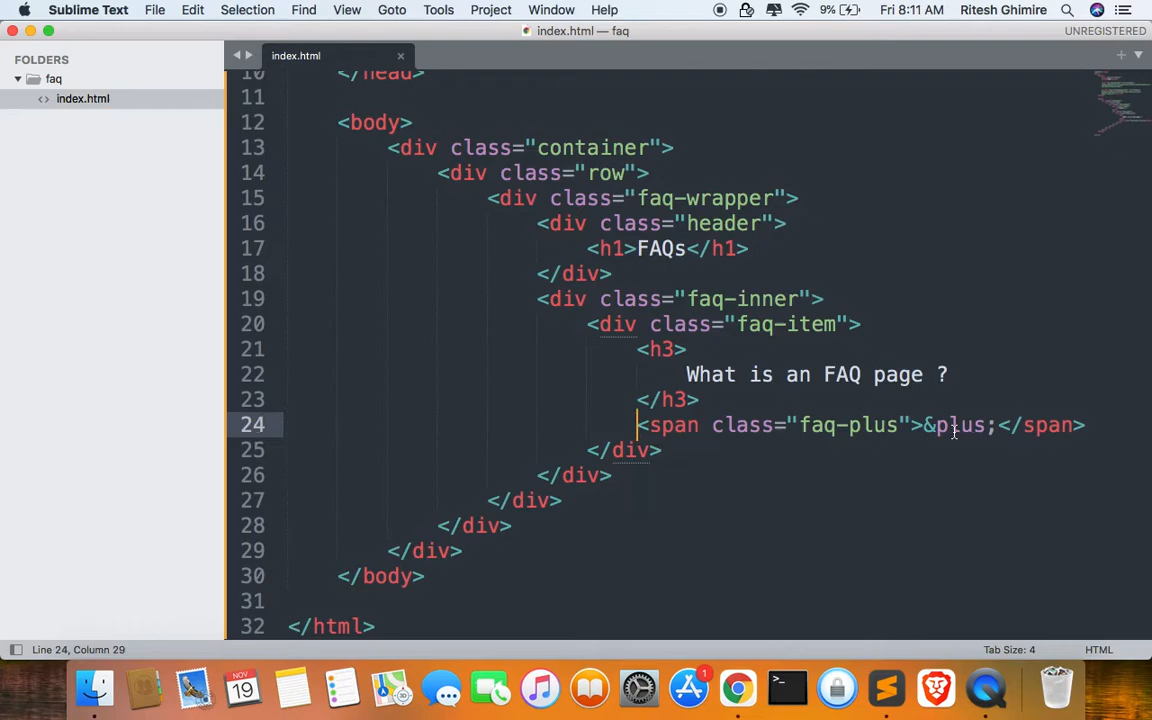 Sublime Text File Edit Selection Find View Goto Tools Project Window Help 9% Fri 8:11 AM Ritesh Ghimire
index.html — faq UNREGISTERED
FOLDERS
faq
index.html
index.html
10 </head>
11
12 <body>
13 <div class="container">
14 <div class="row">
15 <div class="faq-wrapper">
16 <div class="header">
17 <h1>FAQs</h1>
18 </div>
19 <div class="faq-inner">
20 <div class="faq-item">
21 <h3>
22 What is an FAQ page ?
23 </h3>
24 <span class="faq-plus">&plus;</span>
25 </div>
26 </div>
27 </div>
28 </div>
29 </div>
30 </body>
31
32 </html>
Line 24, Column 29 Tab Size: 4 HTML
NOV
19
1